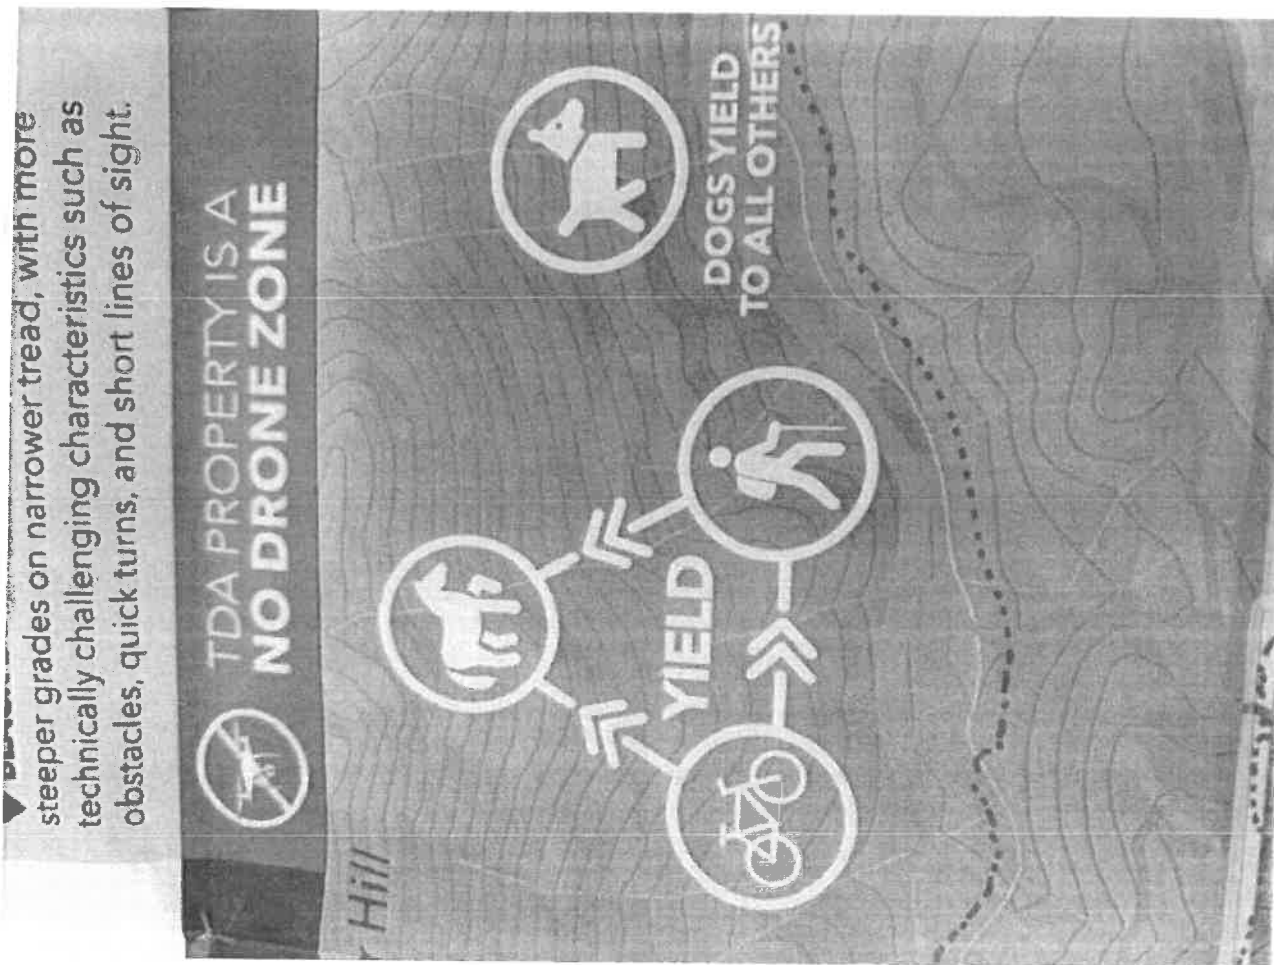 steeper grades on narrower tread, with more
technically challenging characteristics such as
obstacles, quick turns, and short lines of sight.
TDA PROPERTY IS A
NO DRONE ZONE
Hill
YIELD
DOGS YIELD
TO ALL OTHERS